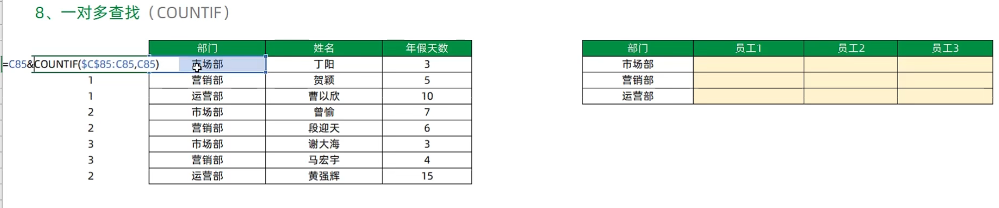 8、一对多查找（COUNTIF）
部门 姓名 年假天数 部门 员工1 员工2 员工3
=C85&COUNTIF($C$85:C85,C85) 市场部 丁阳 3 市场部
1 营销部 贺颖 5 营销部
1 运营部 曹以欣 10 运营部
2 市场部 曾愉 7
2 营销部 段迎天 6
3 市场部 谢大海 3
3 营销部 马宏宇 4
2 运营部 黄强辉 15